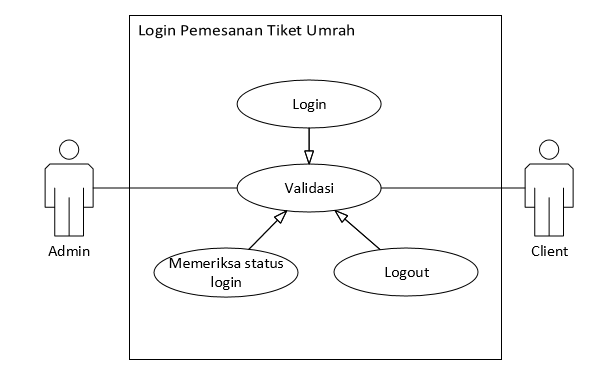 Login Pemesanan Tiket Umrah
Login
Validasi
Admin
Client
Memeriksa status
login
Logout